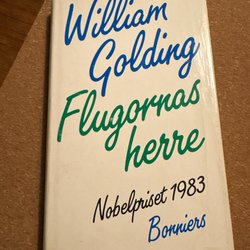 William
Golding
Flugornas
herre
Nobelpriset 1983
Bonniers